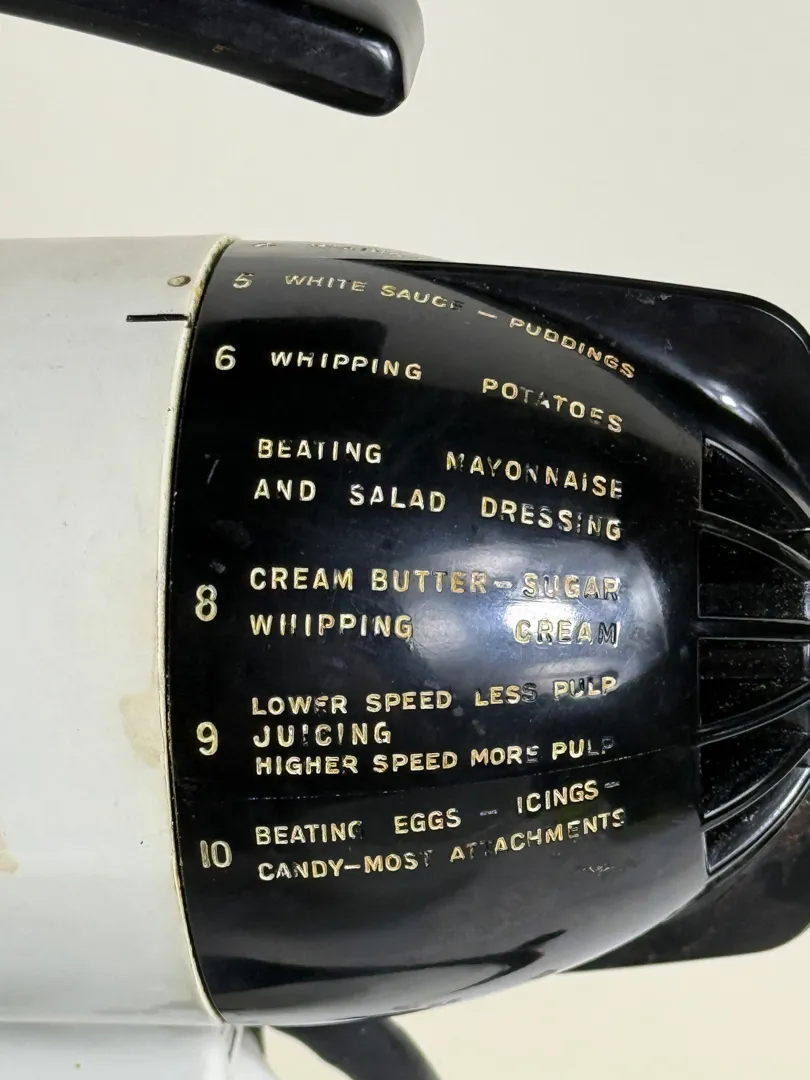 5 WHITE SAUCE – PUDDINGS
6 WHIPPING POTATOES
7 BEATING MAYONNAISE
AND SALAD DRESSING
8 CREAM BUTTER – SUGAR
WHIPPING CREAM
LOWER SPEED LESS PULP
9 JUICING
HIGHER SPEED MORE PULP
10 BEATING EGGS – ICINGS –
CANDY–MOST ATTACHMENTS